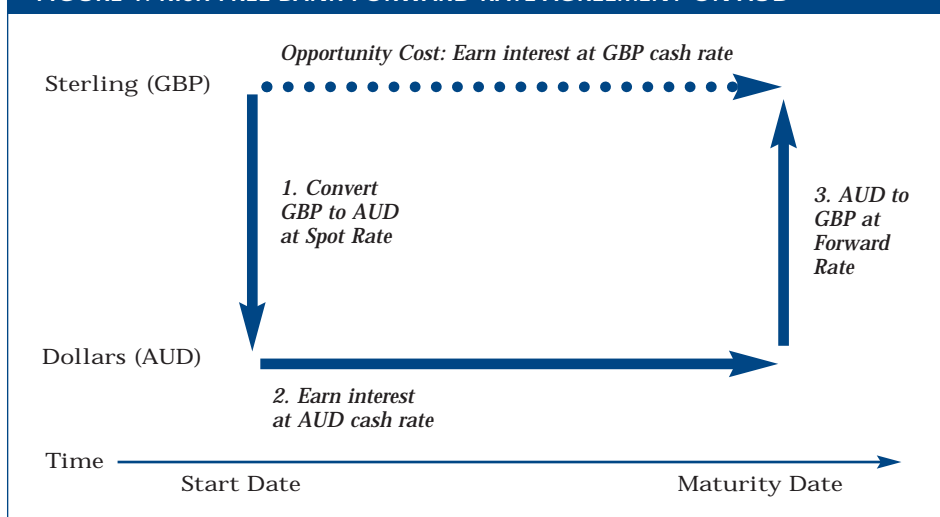 Opportunity Cost: Earn interest at GBP cash rate
Sterling (GBP)
1. Convert
GBP to AUD
at Spot Rate
3. AUD to
GBP at
Forward
Rate
Dollars (AUD)
2. Earn interest
at AUD cash rate
Time
Start Date
Maturity Date